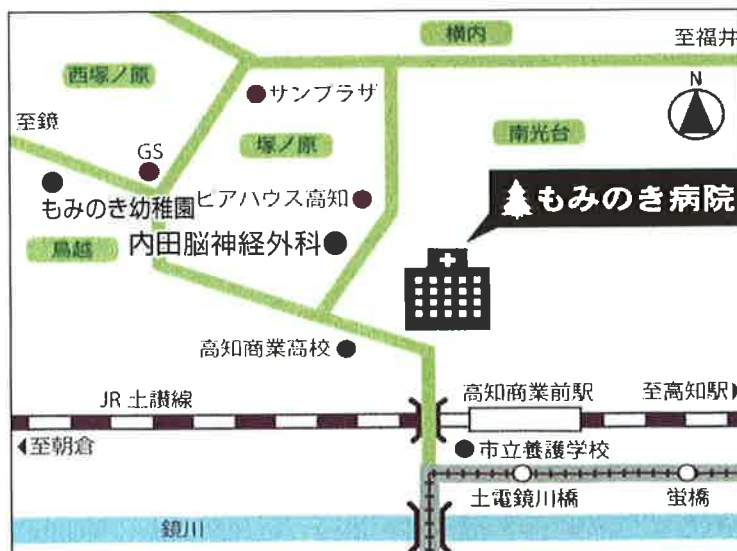 横内
至福井
西塚ノ原
サンプラザ
N
至鏡
GS
塚ノ原
南光台
もみのき幼稚園
ピアハウス高知
もみのき病院
鳥越
内田脳神経外科
高知商業高校
JR 土讃線
高知商業前駅
至高知駅▶
◀至朝倉
市立養護学校
土電鏡川橋
蛍橋
鏡川